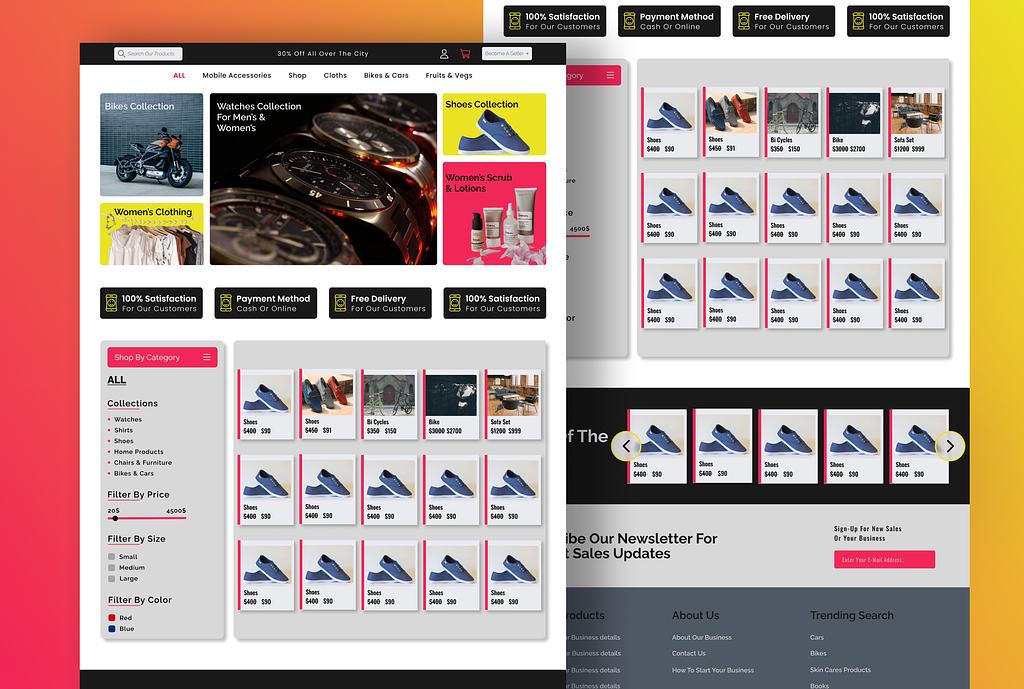 Search Our Products
30% Off All Over The City
Become A Seller +
ALL
Mobile Accessories
Shop
Cloths
Bikes & Cars
Fruits & Vegs
Bikes Collection
Women's Clothing
Watches Collection
For Men's &
Women's
Shoes Collection
Women's Scrub
& Lotions
100% Satisfaction
For Our Customers
Payment Method
Cash Or Online
Free Delivery
For Our Customers
100% Satisfaction
For Our Customers
Shop By Category
ALL
Collections
Watches
Shirts
Shoes
Home Products
Chairs & Furniture
Bikes & Cars
Filter By Price
20$ 4500$
Filter By Size
Small
Medium
Large
Filter By Color
Red
Blue
Shoes
$400 $90
Shoes
$450 $91
Bi Cycles
$350 $150
Bike
$3000 $2700
Sofa Set
$1200 $999
Shoes
$400 $90
Shoes
$400 $90
Shoes
$400 $90
Shoes
$400 $90
Shoes
$400 $90
Shoes
$400 $90
Shoes
$400 $90
Shoes
$400 $90
Shoes
$400 $90
Shoes
$400 $90
100% Satisfaction
For Our Customers
Payment Method
Cash Or Online
Free Delivery
For Our Customers
100% Satisfaction
For Our Customers
egory
ure
ce
4500$
e
or
Shoes
$400 $90
Shoes
$450 $91
Bi Cycles
$350 $150
Bike
$3000 $2700
Sofa Set
$1200 $999
Shoes
$400 $90
Shoes
$400 $90
Shoes
$400 $90
Shoes
$400 $90
Shoes
$400 $90
Shoes
$400 $90
Shoes
$400 $90
Shoes
$400 $90
Shoes
$400 $90
Shoes
$400 $90
Of The
Shoes
$400 $90
Shoes
$400 $90
Shoes
$400 $90
Shoes
$400 $90
Shoes
$400 $90
ibe Our Newsletter For
t Sales Updates
Sign-Up For New Sales
Or Your Business
Enter Your E-Mail Address.
roducts
ur Business details
ur Business details
ur Business details
ur Business details
About Us
About Our Business
Contact Us
How To Start Your Business
Trending Search
Cars
Bikes
Skin Cares Products
Books